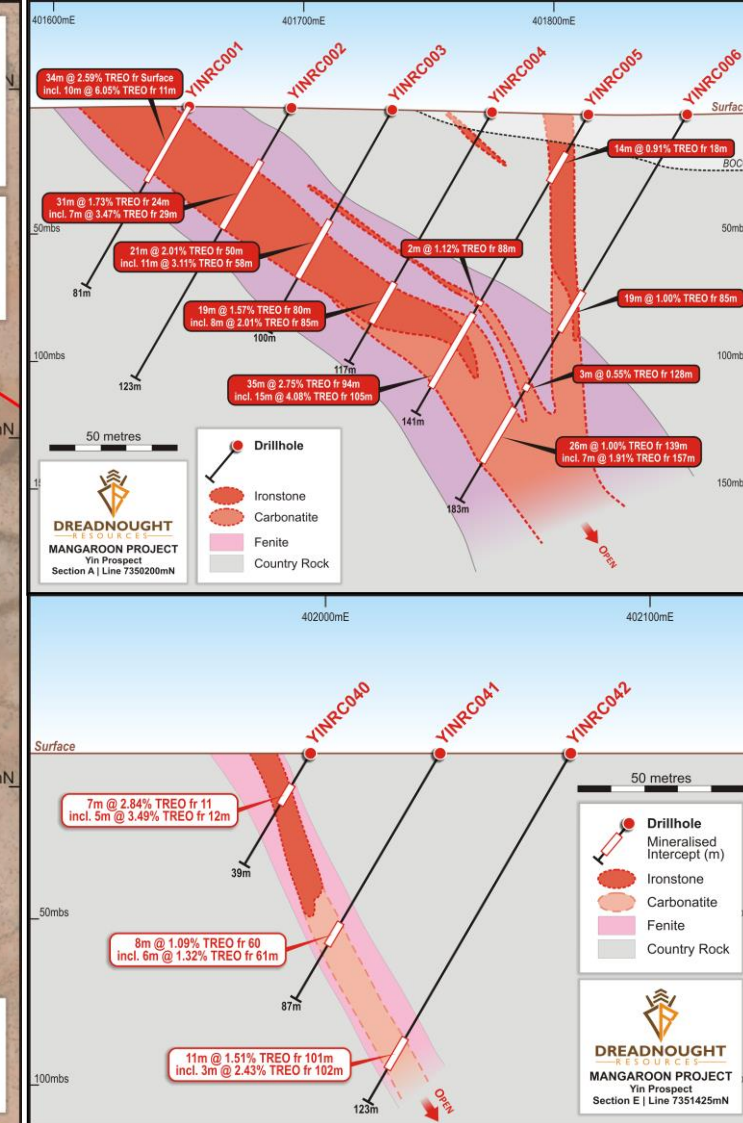 401600mE
401700mE
401800mE
YINRC001
YINRC002
YINRC003
YINRC004
YINRC005
YINRC006
34m @ 2.59% TREO fr Surface
incl. 10m @ 6.05% TREO fr 11m
Surface
14m @ 0.91% TREO fr 18m
31m @ 1.73% TREO fr 24m
incl. 7m @ 3.47% TREO fr 29m
50mbs
50mbs
21m @ 2.01% TREO fr 50m
incl. 11m @ 3.11% TREO fr 58m
2m @ 1.12% TREO fr 88m
81m
19m @ 1.57% TREO fr 80m
incl. 8m @ 2.01% TREO fr 85m
19m @ 1.00% TREO fr 85m
100m
100mbs
100mbs
117m
123m
3m @ 0.55% TREO fr 128m
35m @ 2.75% TREO fr 94m
incl. 15m @ 4.08% TREO fr 105m
141m
26m @ 1.00% TREO fr 139m
incl. 7m @ 1.91% TREO fr 157m
50 metres
150mbs
183m
OPEN
Drillhole
Ironstone
Carbonatite
Fenite
Country Rock
DREADNOUGHT
RESOURCES
MANGAROON PROJECT
Yin Prospect
Section A | Line 7350200mN
402000mE
402100mE
YINRC040
YINRC041
YINRC042
Surface
7m @ 2.84% TREO fr 11
incl. 5m @ 3.49% TREO fr 12m
39m
50mbs
8m @ 1.09% TREO fr 60
incl. 6m @ 1.32% TREO fr 61m
87m
11m @ 1.51% TREO fr 101m
incl. 3m @ 2.43% TREO fr 102m
100mbs
123m
OPEN
50 metres
Drillhole
Mineralised
Intercept (m)
Ironstone
Carbonatite
Fenite
Country Rock
DREADNOUGHT
RESOURCES
MANGAROON PROJECT
Yin Prospect
Section E | Line 7351425mN